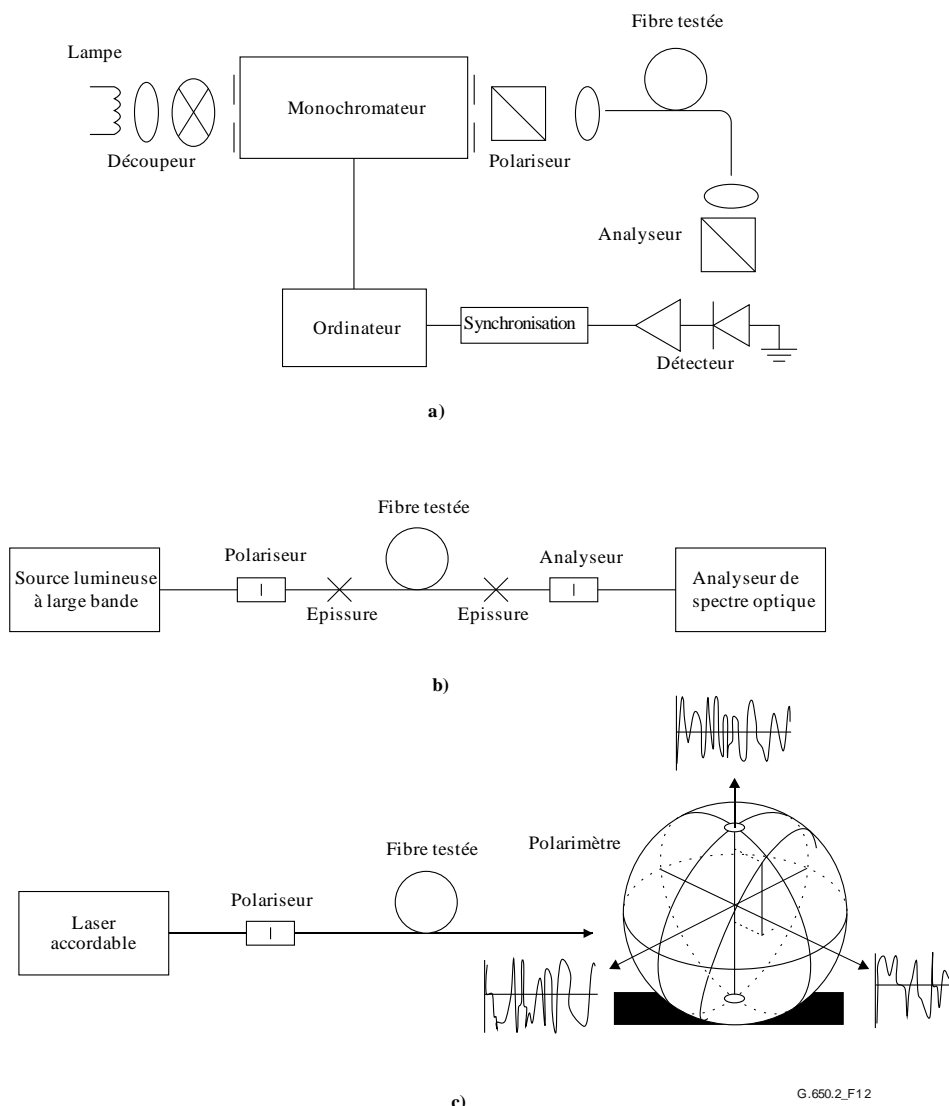 Fibre testée
Lampe
Monochromateur
Découpeur
Polariseur
Analyseur
Ordinateur
Synchronisation
Détecteur
a)
Fibre testée
Source lumineuse
à large bande
Polariseur
Epissure
Epissure
Analyseur
Analyseur de
spectre optique
b)
Polarimètre
Fibre testée
Polariseur
Laser
accordable
c)
G.650.2_F12